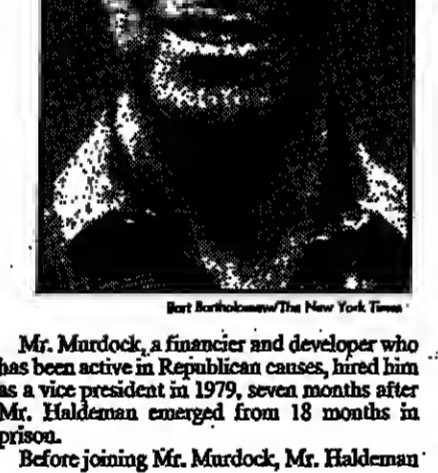 Bart Bartholomew/The New York Times
Mr. Murdock, a financier and developer who
has been active in Republican causes, hired him
as a vice president in 1979, seven months after
Mr. Haldeman emerged from 18 months in
prison.
Before joining Mr. Murdock, Mr. Haldeman